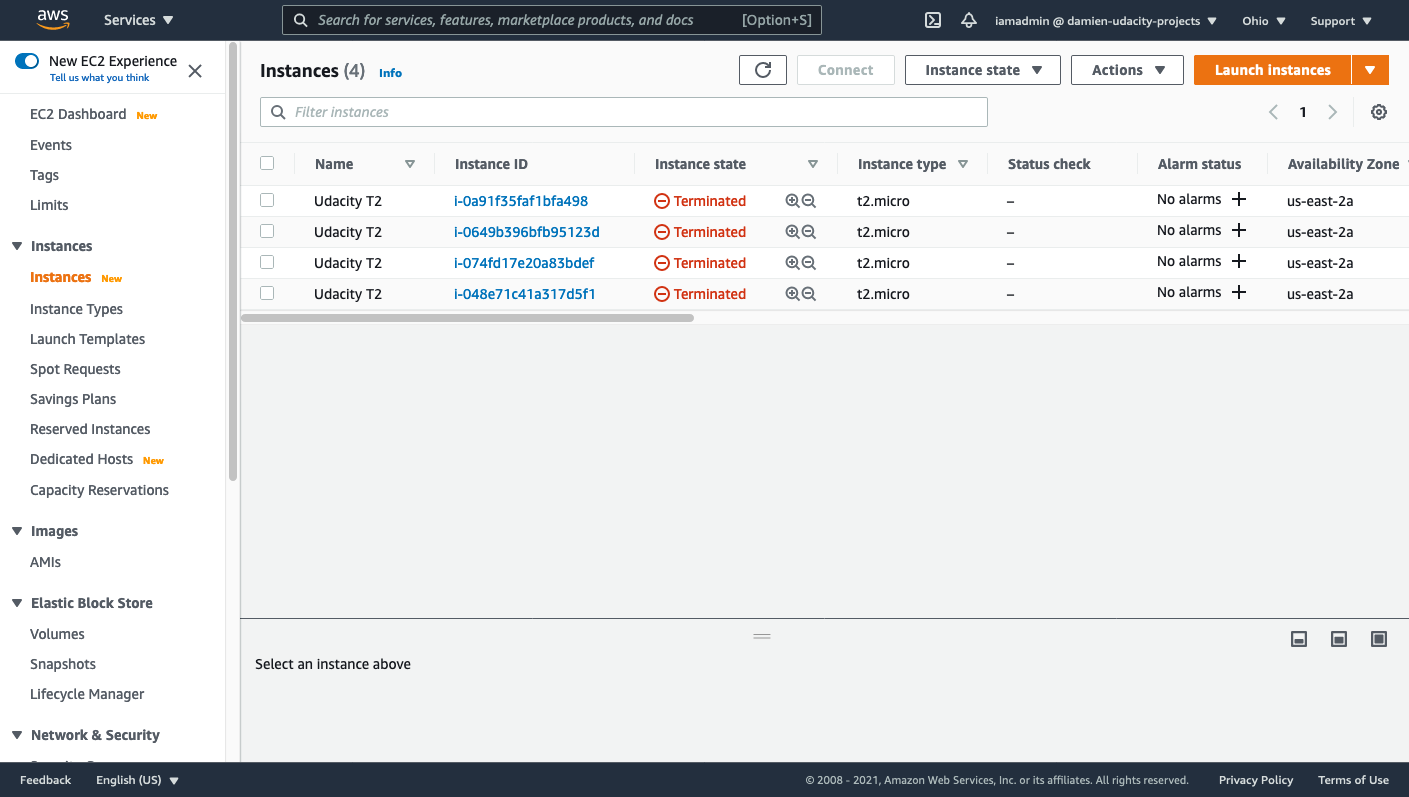 aws Services Search for services, features, marketplace products, and docs [Option+S] iamadmin @ damien-udacity-projects Ohio Support
New EC2 Experience
Tell us what you think
EC2 Dashboard New
Events
Tags
Limits
Instances
Instances New
Instance Types
Launch Templates
Spot Requests
Savings Plans
Reserved Instances
Dedicated Hosts New
Capacity Reservations
Images
AMIs
Elastic Block Store
Volumes
Snapshots
Lifecycle Manager
Network & Security
Instances (4) Info Connect Instance state Actions Launch instances
Filter instances 1
Name Instance ID Instance state Instance type Status check Alarm status Availability Zone
Udacity T2 i-0a91f35faf1bfa498 Terminated t2.micro – No alarms + us-east-2a
Udacity T2 i-0649b396bfb95123d Terminated t2.micro – No alarms + us-east-2a
Udacity T2 i-074fd17e20a83bdef Terminated t2.micro – No alarms + us-east-2a
Udacity T2 i-048e71c41a317d5f1 Terminated t2.micro – No alarms + us-east-2a
Select an instance above
Feedback English (US) © 2008 - 2021, Amazon Web Services, Inc. or its affiliates. All rights reserved. Privacy Policy Terms of Use